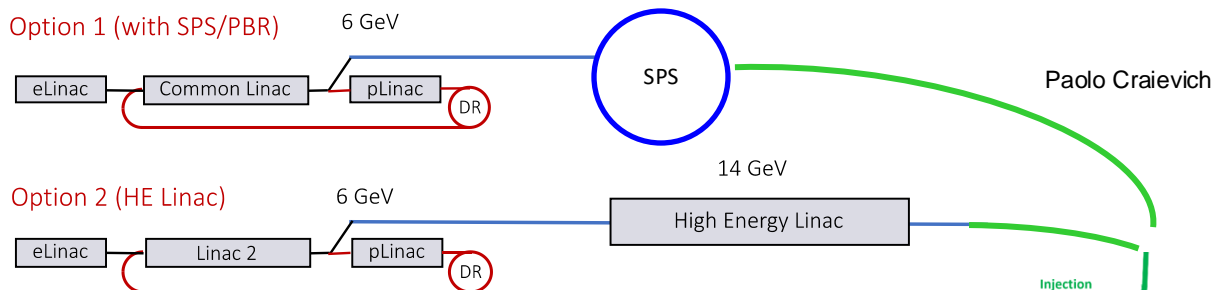 Option 1 (with SPS/PBR)
6 GeV
eLinac
Common Linac
pLinac
DR
SPS
Paolo Craievich
Option 2 (HE Linac)
6 GeV
14 GeV
eLinac
Linac 2
pLinac
DR
High Energy Linac
Injection